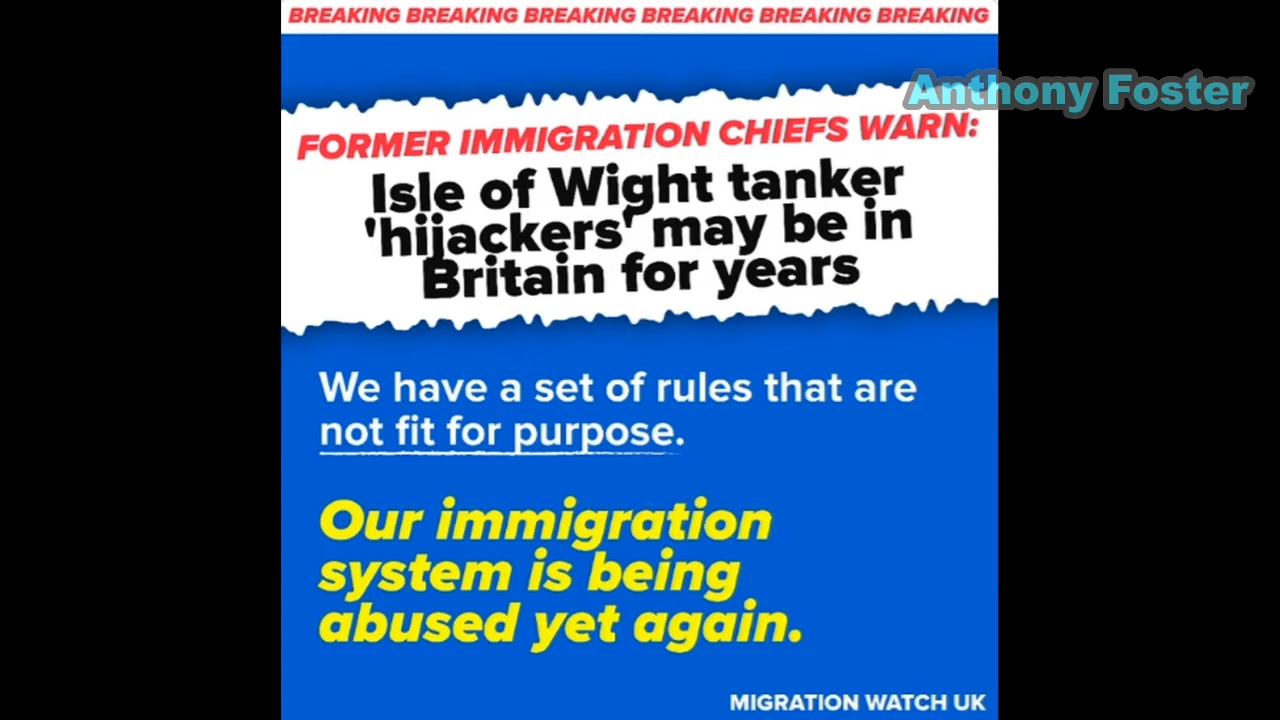 BREAKING BREAKING BREAKING BREAKING BREAKING BREAKING
Anthony Foster
FORMER IMMIGRATION CHIEFS WARN:
Isle of Wight tanker
'hijackers' may be in
Britain for years
We have a set of rules that are
not fit for purpose.
Our immigration
system is being
abused yet again.
MIGRATION WATCH UK